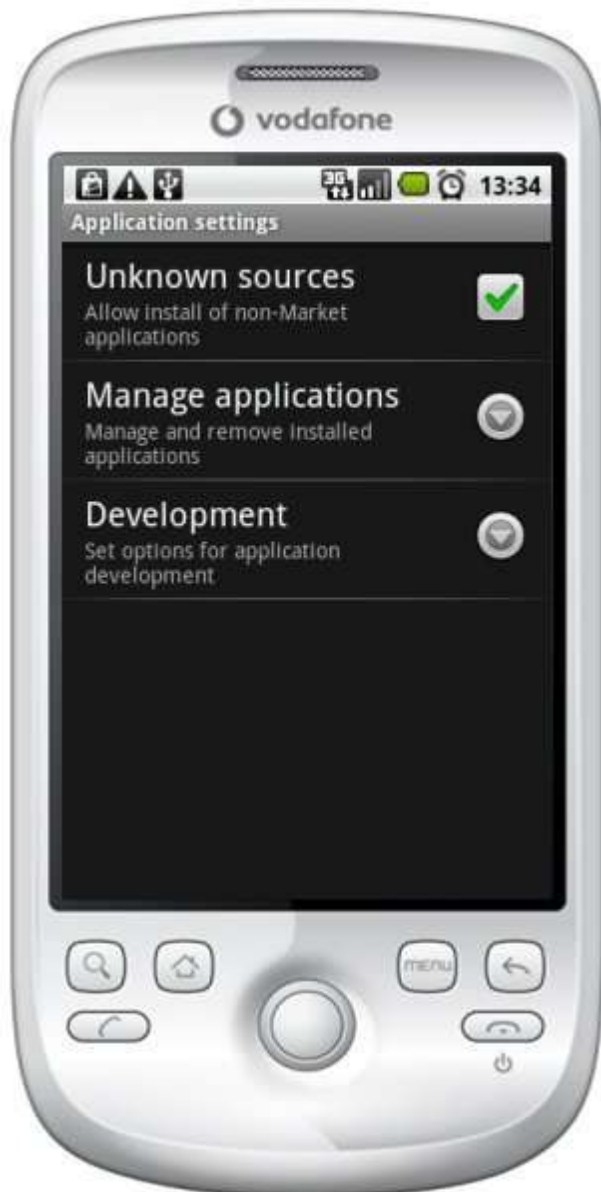 vodafone
3G
13:34
Application settings
Unknown sources
Allow install of non-Market
applications
Manage applications
Manage and remove installed
applications
Development
Set options for application
development
MENU